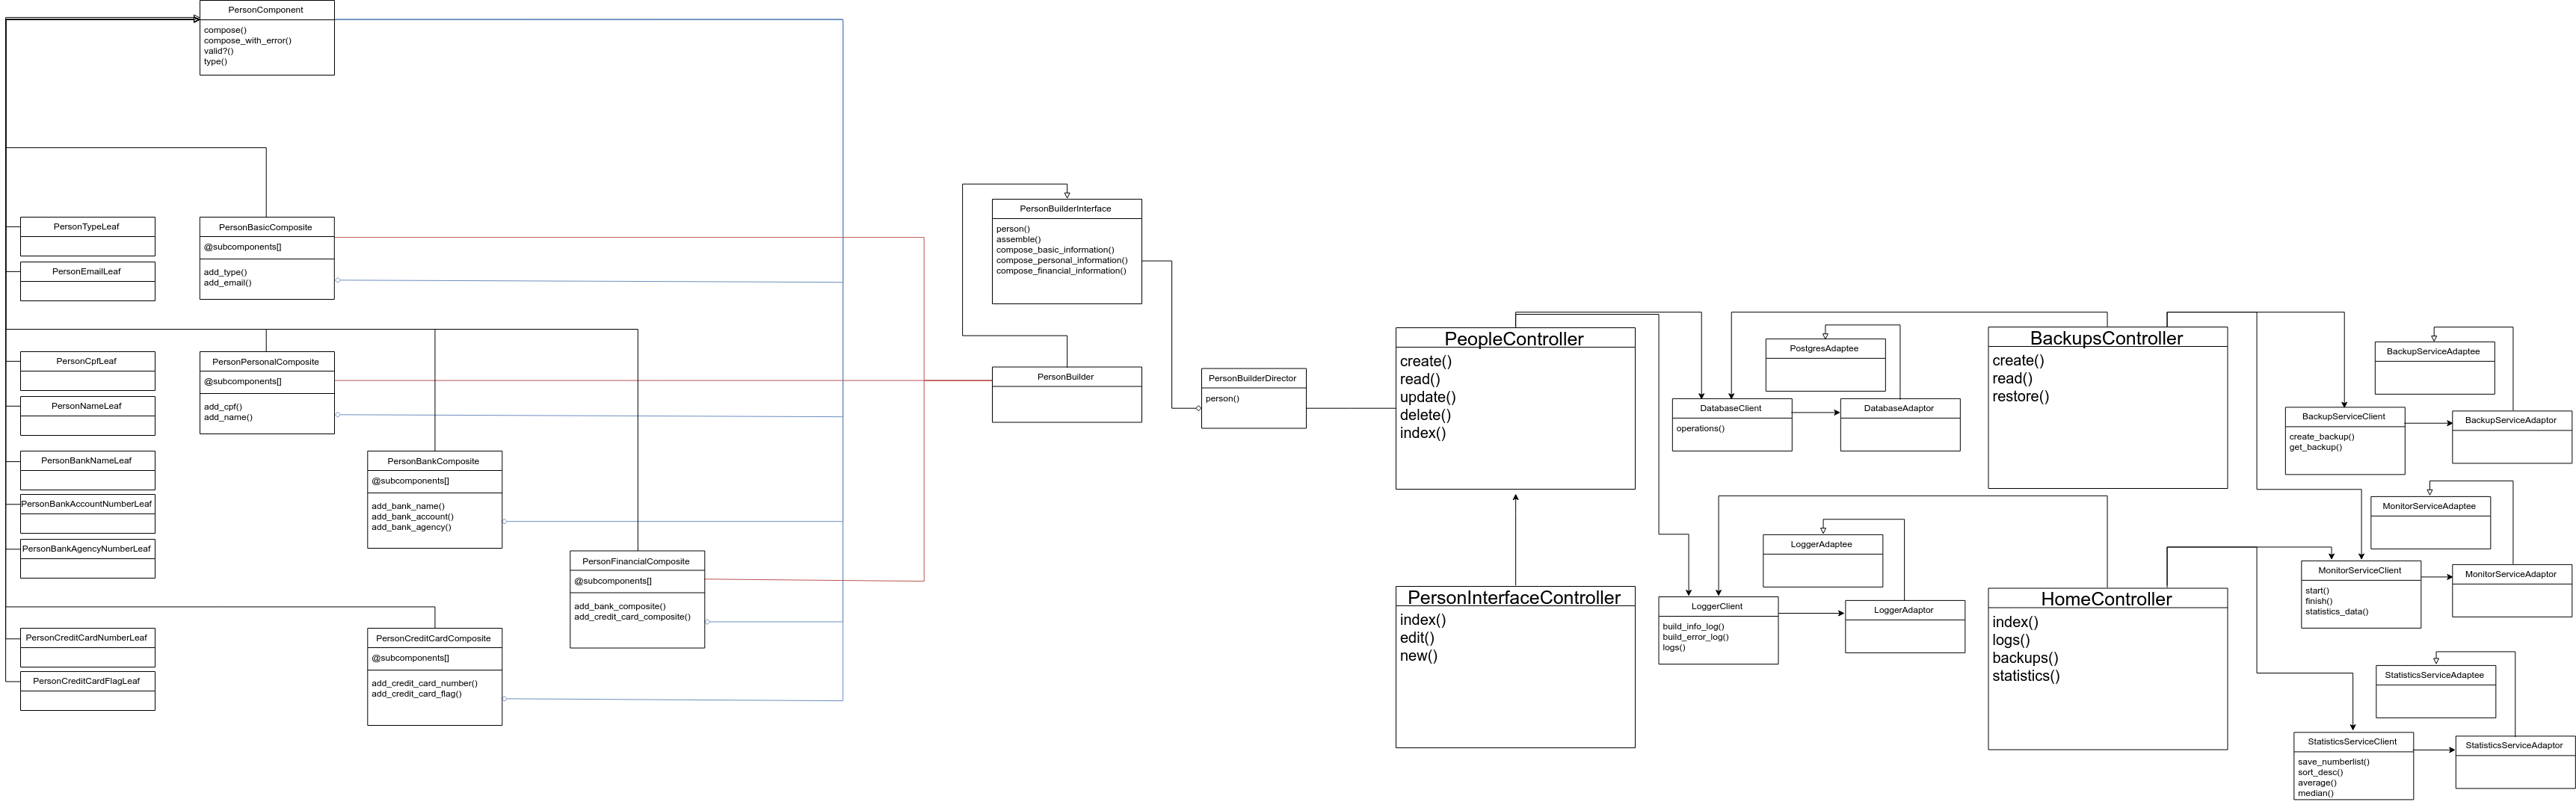 PersonComponent
compose()
compose_with_error()
valid?()
type()
PersonTypeLeaf
PersonEmailLeaf
PersonBasicComposite
@subcomponents[]
add_type()
add_email()
PersonCpfLeaf
PersonNameLeaf
PersonPersonalComposite
@subcomponents[]
add_cpf()
add_name()
PersonBankNameLeaf
PersonBankAccountNumberLeaf
PersonBankAgencyNumberLeaf
PersonBankComposite
@subcomponents[]
add_bank_name()
add_bank_account()
add_bank_agency()
PersonFinancialComposite
@subcomponents[]
add_bank_composite()
add_credit_card_composite()
PersonCreditCardNumberLeaf
PersonCreditCardFlagLeaf
PersonCreditCardComposite
@subcomponents[]
add_credit_card_number()
add_credit_card_flag()
PersonBuilderInterface
person()
assemble()
compose_basic_information()
compose_personal_information()
compose_financial_information()
PersonBuilder
PersonBuilderDirector
person()
PeopleController
create()
read()
update()
delete()
index()
PersonInterfaceController
index()
edit()
new()
PostgresAdaptee
DatabaseClient
operations()
DatabaseAdaptor
LoggerAdaptee
LoggerClient
build_info_log()
build_error_log()
logs()
LoggerAdaptor
BackupsController
create()
read()
restore()
HomeController
index()
logs()
backups()
statistics()
BackupServiceAdaptee
BackupServiceClient
create_backup()
get_backup()
BackupServiceAdaptor
MonitorServiceAdaptee
MonitorServiceClient
start()
finish()
statistics_data()
MonitorServiceAdaptor
StatisticsServiceAdaptee
StatisticsServiceClient
save_numberlist()
sort_desc()
average()
median()
StatisticsServiceAdaptor